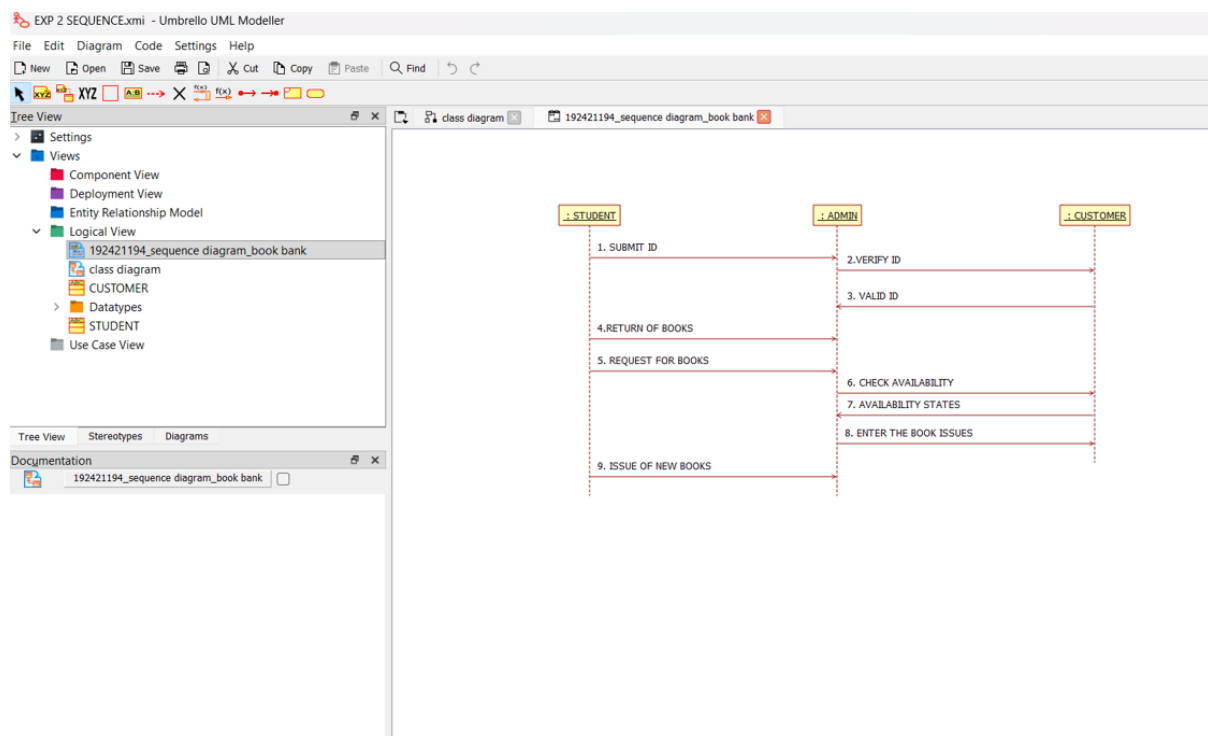 EXP 2 SEQUENCE.xmi - Umbrello UML Modeller
File Edit Diagram Code Settings Help
New Open Save Cut Copy Paste Find
XYZ XYZ A:B f(x) f(x)
Tree View
class diagram
192421194_sequence diagram_book bank
Settings
Views
Component View
Deployment View
Entity Relationship Model
Logical View
192421194_sequence diagram_book bank
class diagram
CUSTOMER
Datatypes
STUDENT
Use Case View
Tree View Stereotypes Diagrams
Documentation
192421194_sequence diagram_book bank
: STUDENT
: ADMIN
: CUSTOMER
1. SUBMIT ID
2.VERIFY ID
3. VALID ID
4.RETURN OF BOOKS
5. REQUEST FOR BOOKS
6. CHECK AVAILABILITY
7. AVAILABILITY STATES
8. ENTER THE BOOK ISSUES
9. ISSUE OF NEW BOOKS